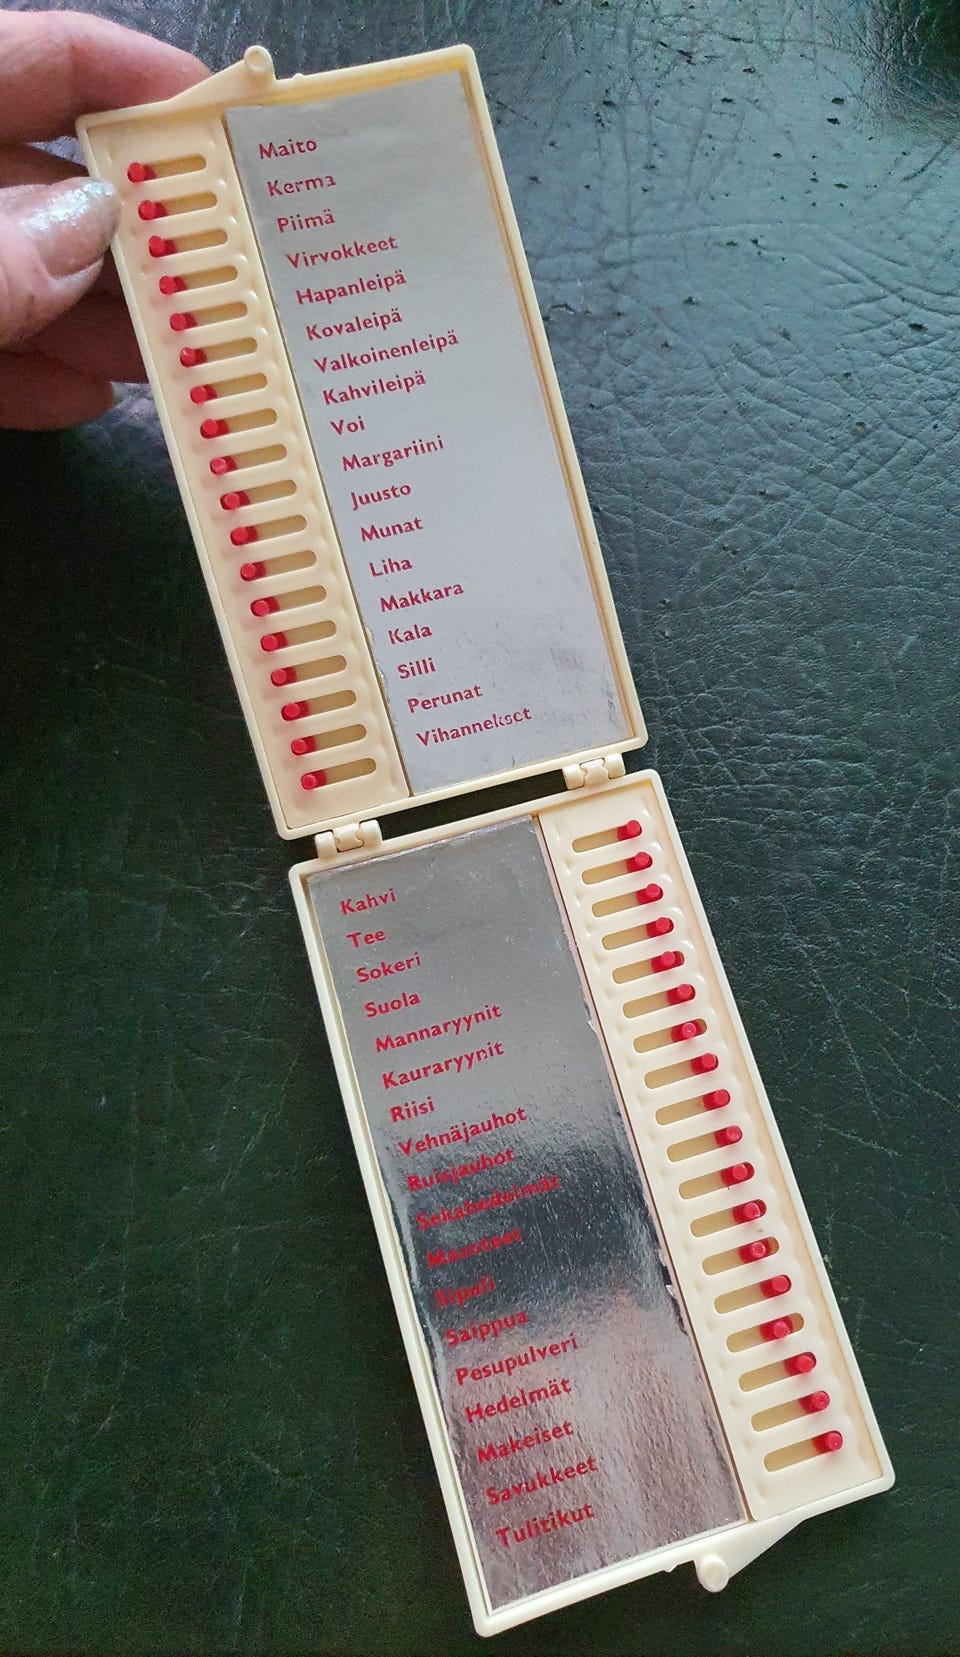 Maito
Kerma
Piimä
Virvokkeet
Hapanleipä
Kovaleipä
Valkoinenleipä
Kahvileipä
Voi
Margariini
Juusto
Munat
Liha
Makkara
Kala
Silli
Perunat
Vihannekset
Kahvi
Tee
Sokeri
Suola
Mannaryynit
Kauraryynit
Riisi
Vehnäjauhot
Ruisjauhot
Sekahedelmät
Mausteet
Sipuli
Saippua
Pesupulveri
Hedelmät
Makeiset
Savukkeet
Tulitikut